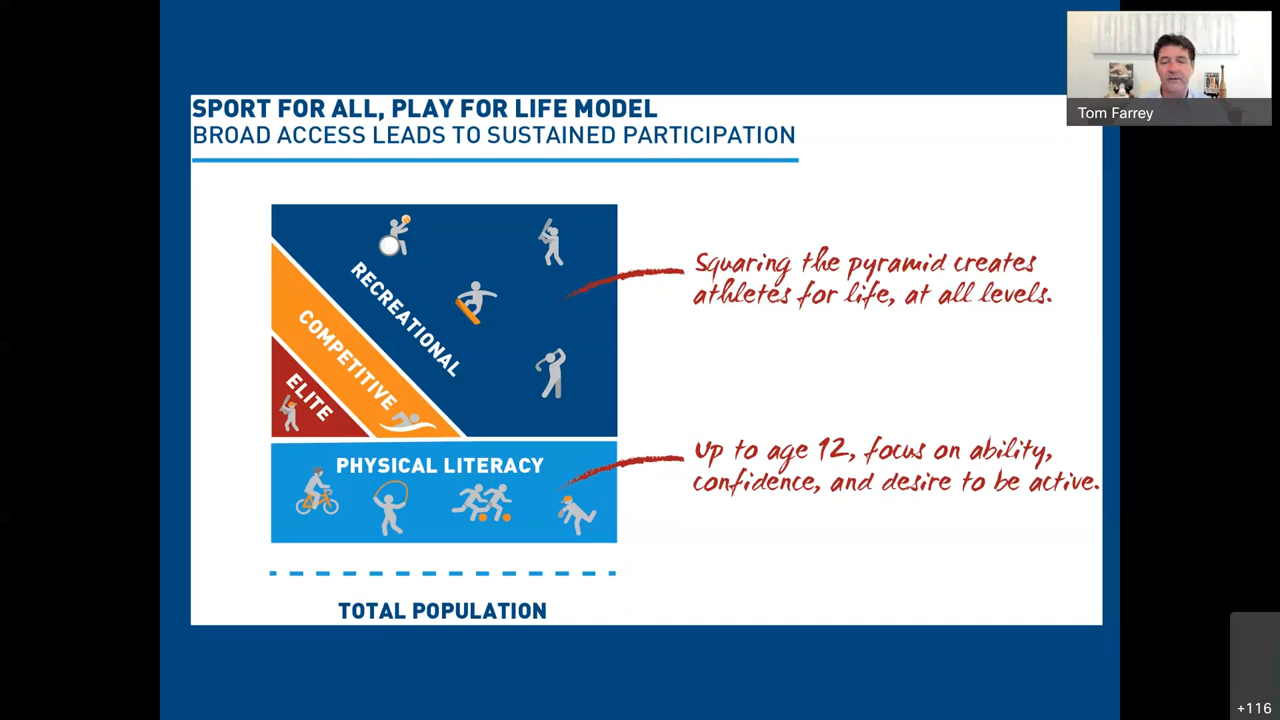 SPORT FOR ALL, PLAY FOR LIFE MODEL
BROAD ACCESS LEADS TO SUSTAINED PARTICIPATION
Tom Farrey
RECREATIONAL
COMPETITIVE
ELITE
Squaring the pyramid creates
athletes for life, at all levels.
PHYSICAL LITERACY
Up to age 12, focus on ability,
confidence, and desire to be active.
TOTAL POPULATION
+116